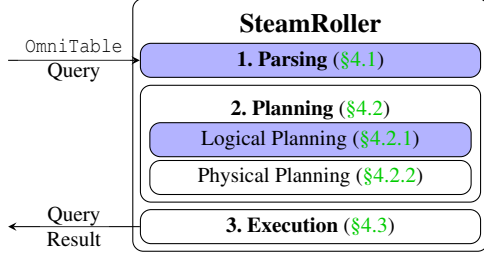 SteamRoller
OmniTable
Query
1. Parsing (§4.1)
2. Planning (§4.2)
Logical Planning (§4.2.1)
Physical Planning (§4.2.2)
Query
Result
3. Execution (§4.3)